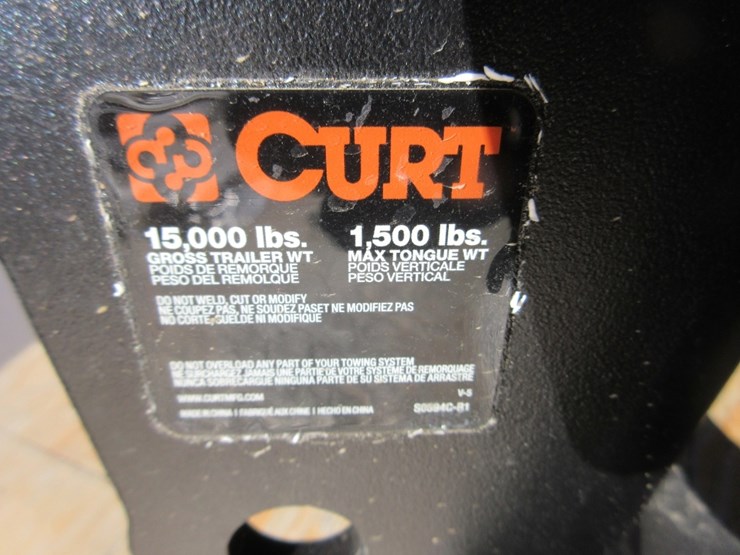 CURT
15,000 lbs.
GROSS TRAILER WT
POIDS DE REMORQUE
PESO DEL REMOLQUE
1,500 lbs.
MAX TONGUE WT
POIDS VERTICALE
PESO VERTICAL
DO NOT WELD, CUT OR MODIFY
NE COUPEZ PAS, NE SOUDEZ PASET NE MODIFIEZ PAS
NO CORTE, SUELDE NI MODIFIQUE
DO NOT OVERLOAD ANY PART OF YOUR TOWING SYSTEM
NE SURCHARGEZ JAMAIS UNE PARTIE DE VOTRE SYSTÈME DE REMORQUAGE
NUNCA SOBRECARGUE NINGUNA PARTE DE SU SISTEMA DE ARRASTRE
WWW.CURTMFG.COM
V-5
MADE IN CHINA | FABRIQUÉ AUX CHINE | HECHO EN CHINA